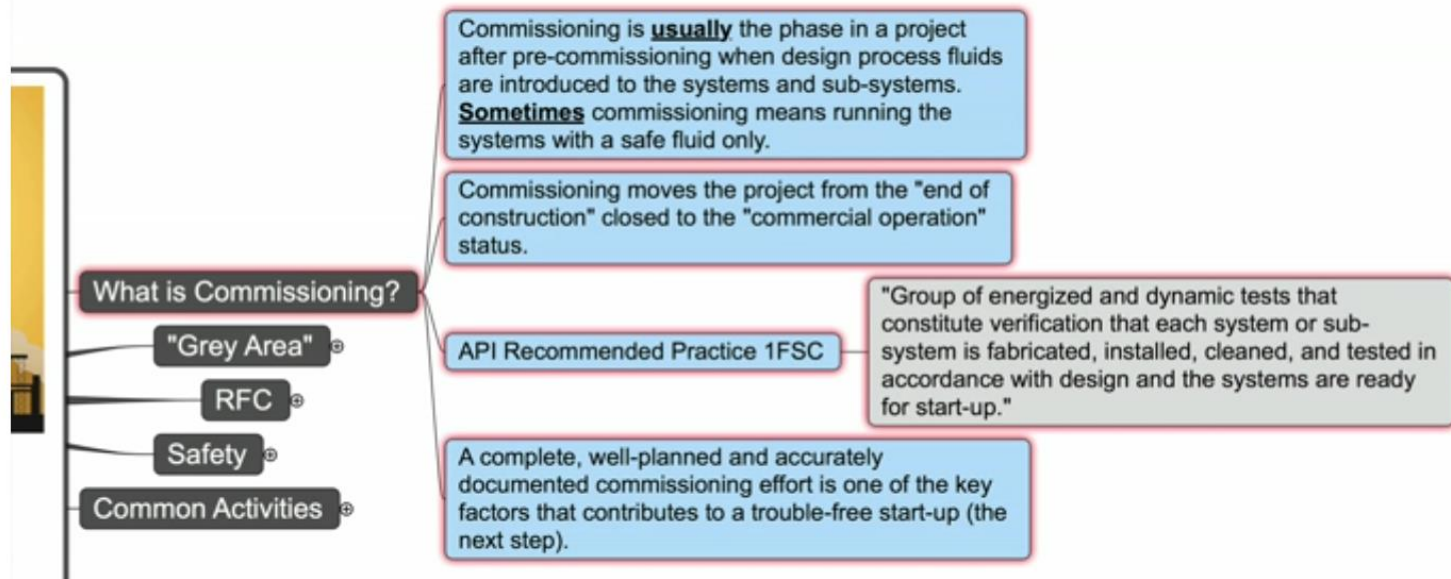 Commissioning is usually the phase in a project
after pre-commissioning when design process fluids
are introduced to the systems and sub-systems.
Sometimes commissioning means running the
systems with a safe fluid only.
Commissioning moves the project from the "end of
construction" closed to the "commercial operation"
status.
What is Commissioning?
"Group of energized and dynamic tests that
constitute verification that each system or sub-
system is fabricated, installed, cleaned, and tested in
accordance with design and the systems are ready
for start-up."
"Grey Area"
API Recommended Practice 1FSC
RFC
Safety
A complete, well-planned and accurately
documented commissioning effort is one of the key
factors that contributes to a trouble-free start-up (the
next step).
Common Activities